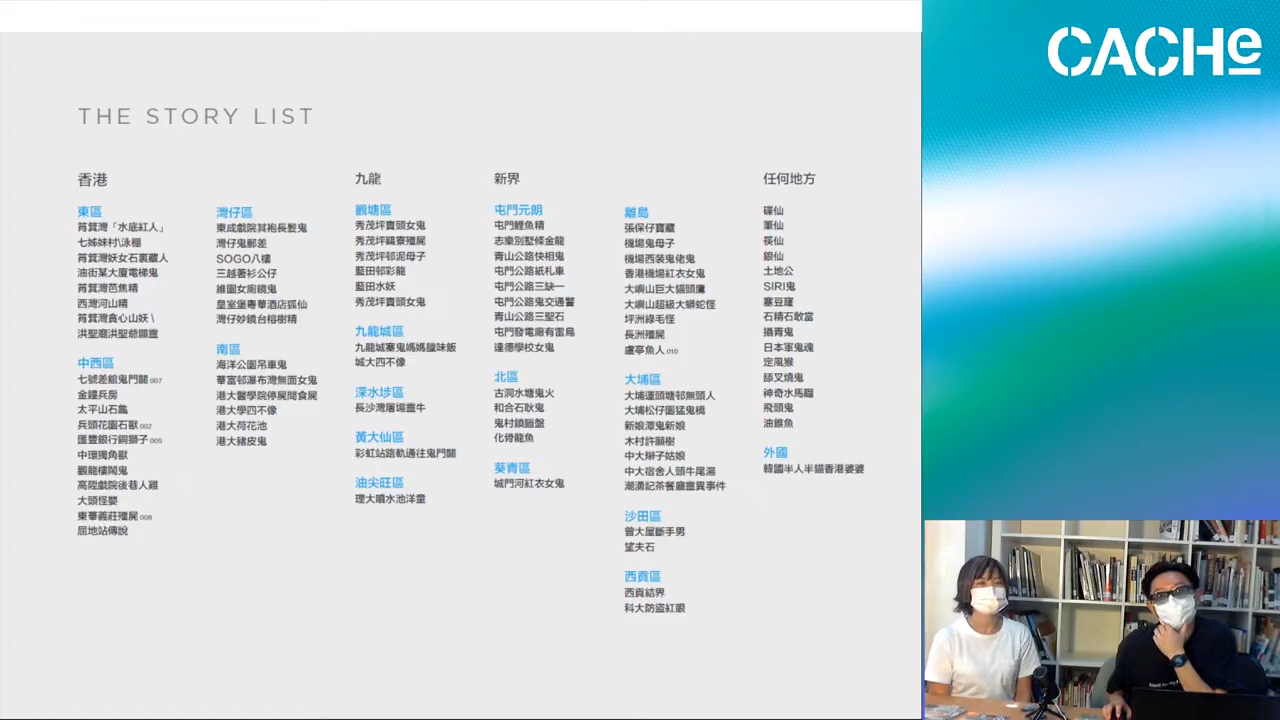 THE STORY LIST
CACHe
香港
東區
筲箕灣「水底紅人」
七姊妹村\泳棚
筲箕灣妖女石裏藏人
油街某大廈電梯鬼
筲箕灣芭焦精
西灣河山精
筲箕灣貪心山妖 \
洪聖廟洪聖爺顯靈
中西區
七號差舘鬼門關 007
金鐘兵房
太平山石龜
兵頭花園石獸 002
匯豐銀行銅獅子 005
中環獨角獸
觀龍樓闖鬼
高陞戲院後巷人雞
大頭怪嬰
東華義莊殭屍 008
屈地站傳說
灣仔區
東成戲院其袍長髮鬼
灣仔鬼郵差
SOGO八樓
三越著衫公仔
維園女廁鏡鬼
皇室堡粵華酒店狐仙
灣仔妙鏡台榕樹精
南區
海洋公園吊車鬼
華富邨瀑布灣無面女鬼
港大醫學院停屍間食屍
港大學四不像
港大荷花池
港大豬皮鬼
九龍
觀塘區
秀茂坪賣頭女鬼
秀茂坪鷄寮殭屍
秀茂坪邨泥母子
藍田邨彩龍
藍田水妖
秀茂坪賣頭女鬼
九龍城區
九龍城寨鬼媽媽臘味飯
城大四不像
深水埗區
長沙灣屠場靈牛
黃大仙區
彩虹站路軌通往鬼門關
油尖旺區
理大噴水池洋童
新界
屯門元朗
屯門鯉魚精
志樂別墅條金龍
青山公路快相鬼
屯門公路紙札車
屯門公路三缺一
屯門公路鬼交通警
青山公路三聖石
屯門發電廠有雷鳥
達德學校女鬼
北區
古洞水塘鬼火
和合石耿鬼
鬼村鎖腦盤
化骨龍魚
葵青區
城門河紅衣女鬼
離島
張保仔寶藏
機場鬼母子
機場西裝鬼佬鬼
香港機場紅衣女鬼
大嶼山巨大貓頭鷹
大嶼山超級大蟒蛇怪
坪洲綠毛怪
長洲殭屍
盧亭魚人 010
大埔區
大埔蓮頭塘邨無頭人
大埔松仔園猛鬼橋
新娘潭鬼新娘
木村許願樹
中大辮子姑娘
中大宿舍人頭牛尾湯
潮湧記茶餐廳靈異事件
沙田區
曾大屋斷手男
望夫石
西貢區
西貢結界
科大防盜紅眼
任何地方
碟仙
筆仙
筷仙
銀仙
土地公
SIRI鬼
塞豆窿
石精石敢當
攝青鬼
日本軍鬼魂
定風猴
舔叉燒鬼
神奇水馬騮
飛頭鬼
油錐魚
外國
韓國半人半貓香港婆婆